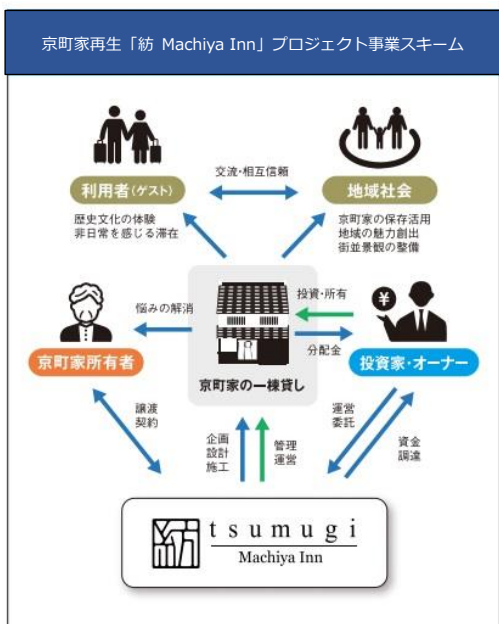 京町家再生「紡 Machiya Inn」プロジェクト事業スキーム
交流・相互信頼
利用者(ゲスト)
地域社会
歴史文化の体験
非日常を感じる滞在
京町家の保存活用
地域の魅力創出
街並景観の整備
悩みの解消
投資・所有
¥
分配金
京町家所有者
京町家の一棟貸し
投資家・オーナー
譲渡
契約
企画
設計
施工
管理
運営
運営
委託
資金
調達
紡
tsumugi
Machiya Inn